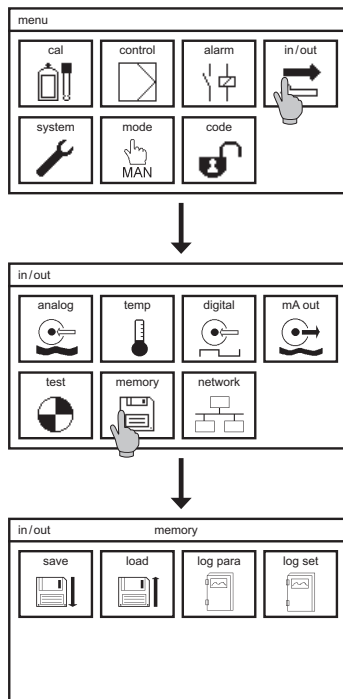 menu
cal control alarm in/out
system mode code
MAN
in/out
analog temp digital mA out
test memory network
in/out memory
save load log para log set